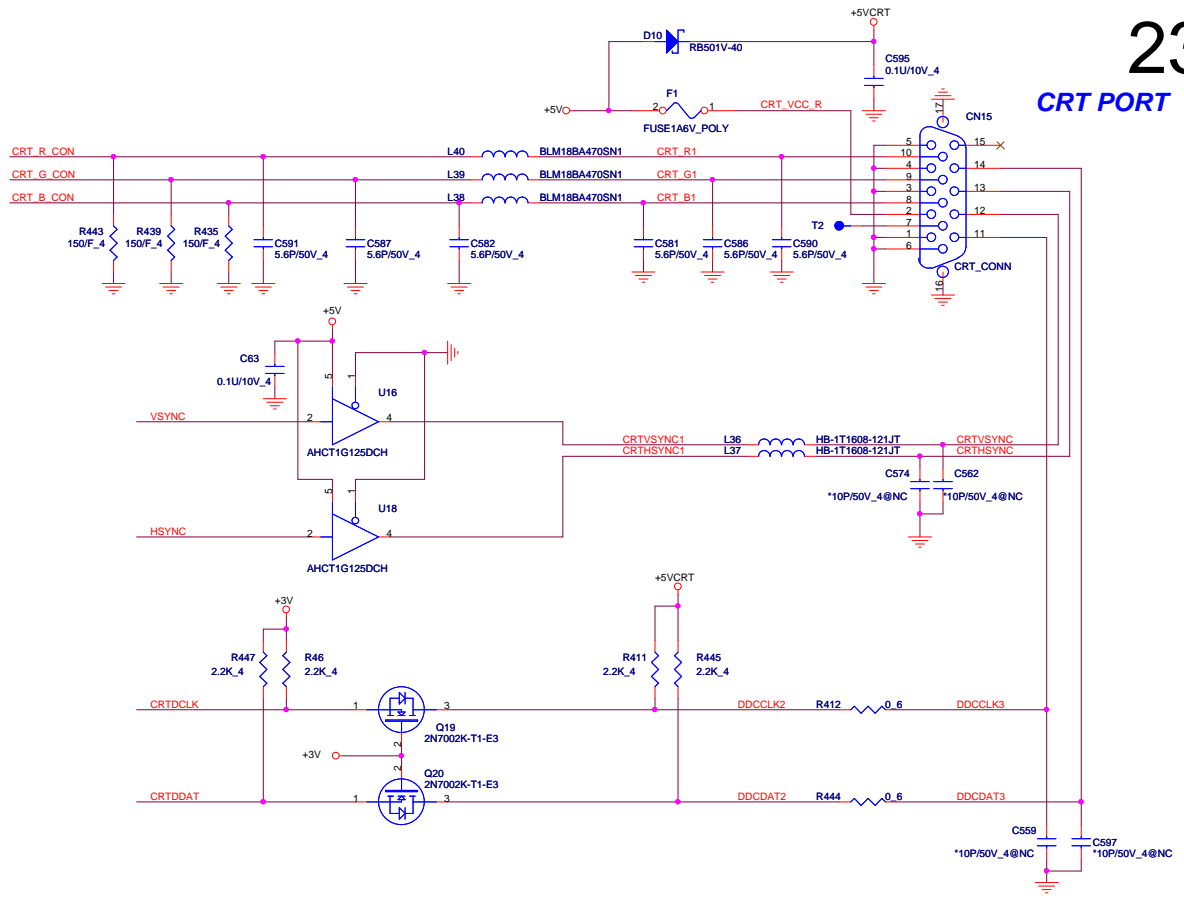 +5VCRT
23
D10
RB501V-40
C595
0.1U/10V_4
CRT PORT
F1
+5V
2
1
CRT_VCC_R
FUSE1A6V_POLY
17
CN15
CRT_R_CON
L40
BLM18BA470SN1
CRT_R1
CRT_G_CON
L39
BLM18BA470SN1
CRT_G1
CRT_B_CON
L38
BLM18BA470SN1
CRT_B1
5
10
4
9
3
8
2
7
1
6
15
14
13
12
11
T2
R443
150/F_4
R439
150/F_4
R435
150/F_4
C591
5.6P/50V_4
C587
5.6P/50V_4
C582
5.6P/50V_4
C581
5.6P/50V_4
C586
5.6P/50V_4
C590
5.6P/50V_4
CRT_CONN
16
+5V
C63
0.1U/10V_4
5
1
U16
VSYNC
2
4
AHCT1G125DCH
CRTVSYNC1
L36
HB-1T1608-121JT
CRTVSYNC
CRTHSYNC1
L37
HB-1T1608-121JT
CRTHSYNC
C574
*10P/50V_4@NC
C562
*10P/50V_4@NC
5
1
U18
HSYNC
2
4
AHCT1G125DCH
+3V
+5VCRT
R447
2.2K_4
R46
2.2K_4
R411
2.2K_4
R445
2.2K_4
CRTDCLK
1
3
DDCCLK2
R412
0_6
DDCCLK3
Q19
2N7002K-T1-E3
2
+3V
2
Q20
2N7002K-T1-E3
CRTDDAT
1
3
DDCDAT2
R444
0_6
DDCDAT3
C559
*10P/50V_4@NC
C597
*10P/50V_4@NC